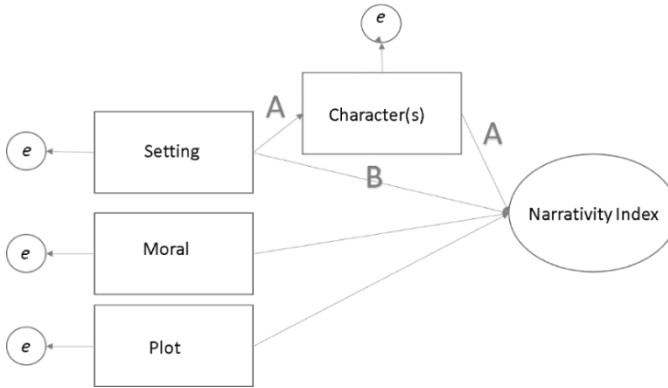 e
A
Character(s)
A
e
Setting
B
Narrativity Index
e
Moral
e
Plot